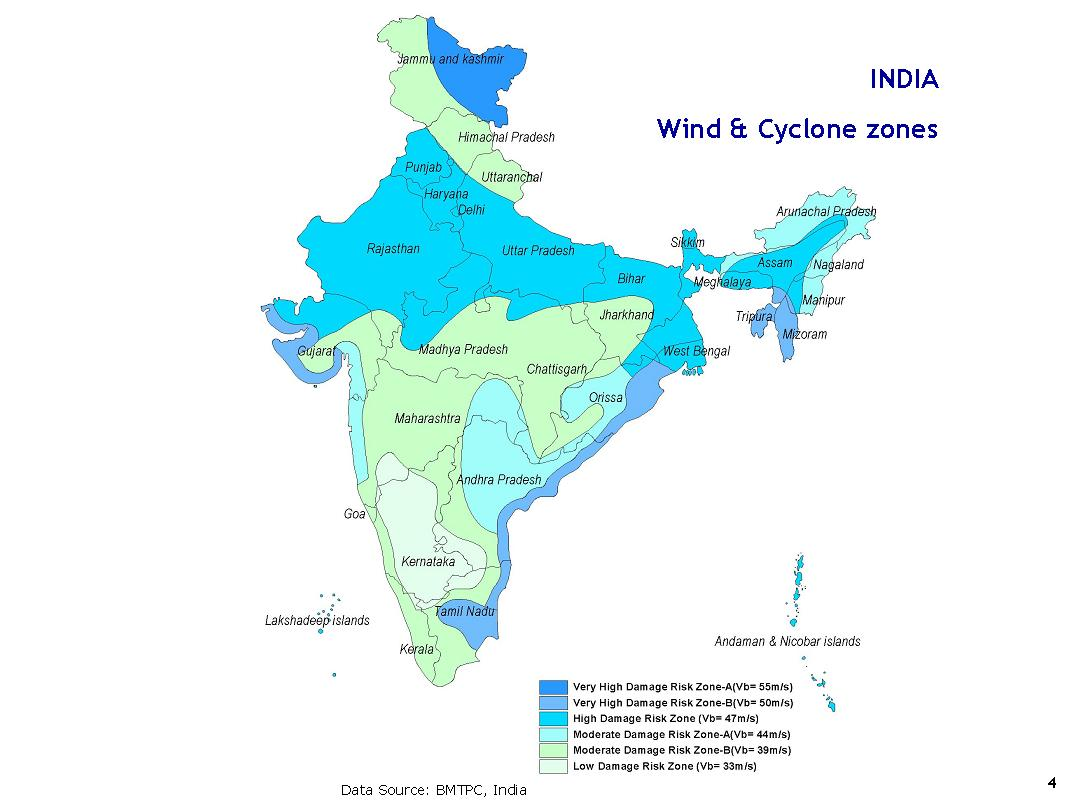 INDIA
Wind & Cyclone zones
Jammu and kashmir
Himachal Pradesh
Punjab
Uttaranchal
Haryana
Delhi
Arunachal Pradesh
Rajasthan
Uttar Pradesh
Sikkim
Assam
Nagaland
Bihar
Meghalaya
Manipur
Jharkhand
Tripura
Mizoram
Gujarat
Madhya Pradesh
West Bengal
Chattisgarh
Orissa
Maharashtra
Andhra Pradesh
Goa
Kernataka
Tamil Nadu
Lakshadeep islands
Andaman & Nicobar islands
Kerala
Very High Damage Risk Zone-A(Vb= 55m/s)
Very High Damage Risk Zone-B(Vb= 50m/s)
High Damage Risk Zone (Vb= 47m/s)
Moderate Damage Risk Zone-A(Vb= 44m/s)
Moderate Damage Risk Zone-B(Vb= 39m/s)
Low Damage Risk Zone (Vb= 33m/s)
Data Source: BMTPC, India
4